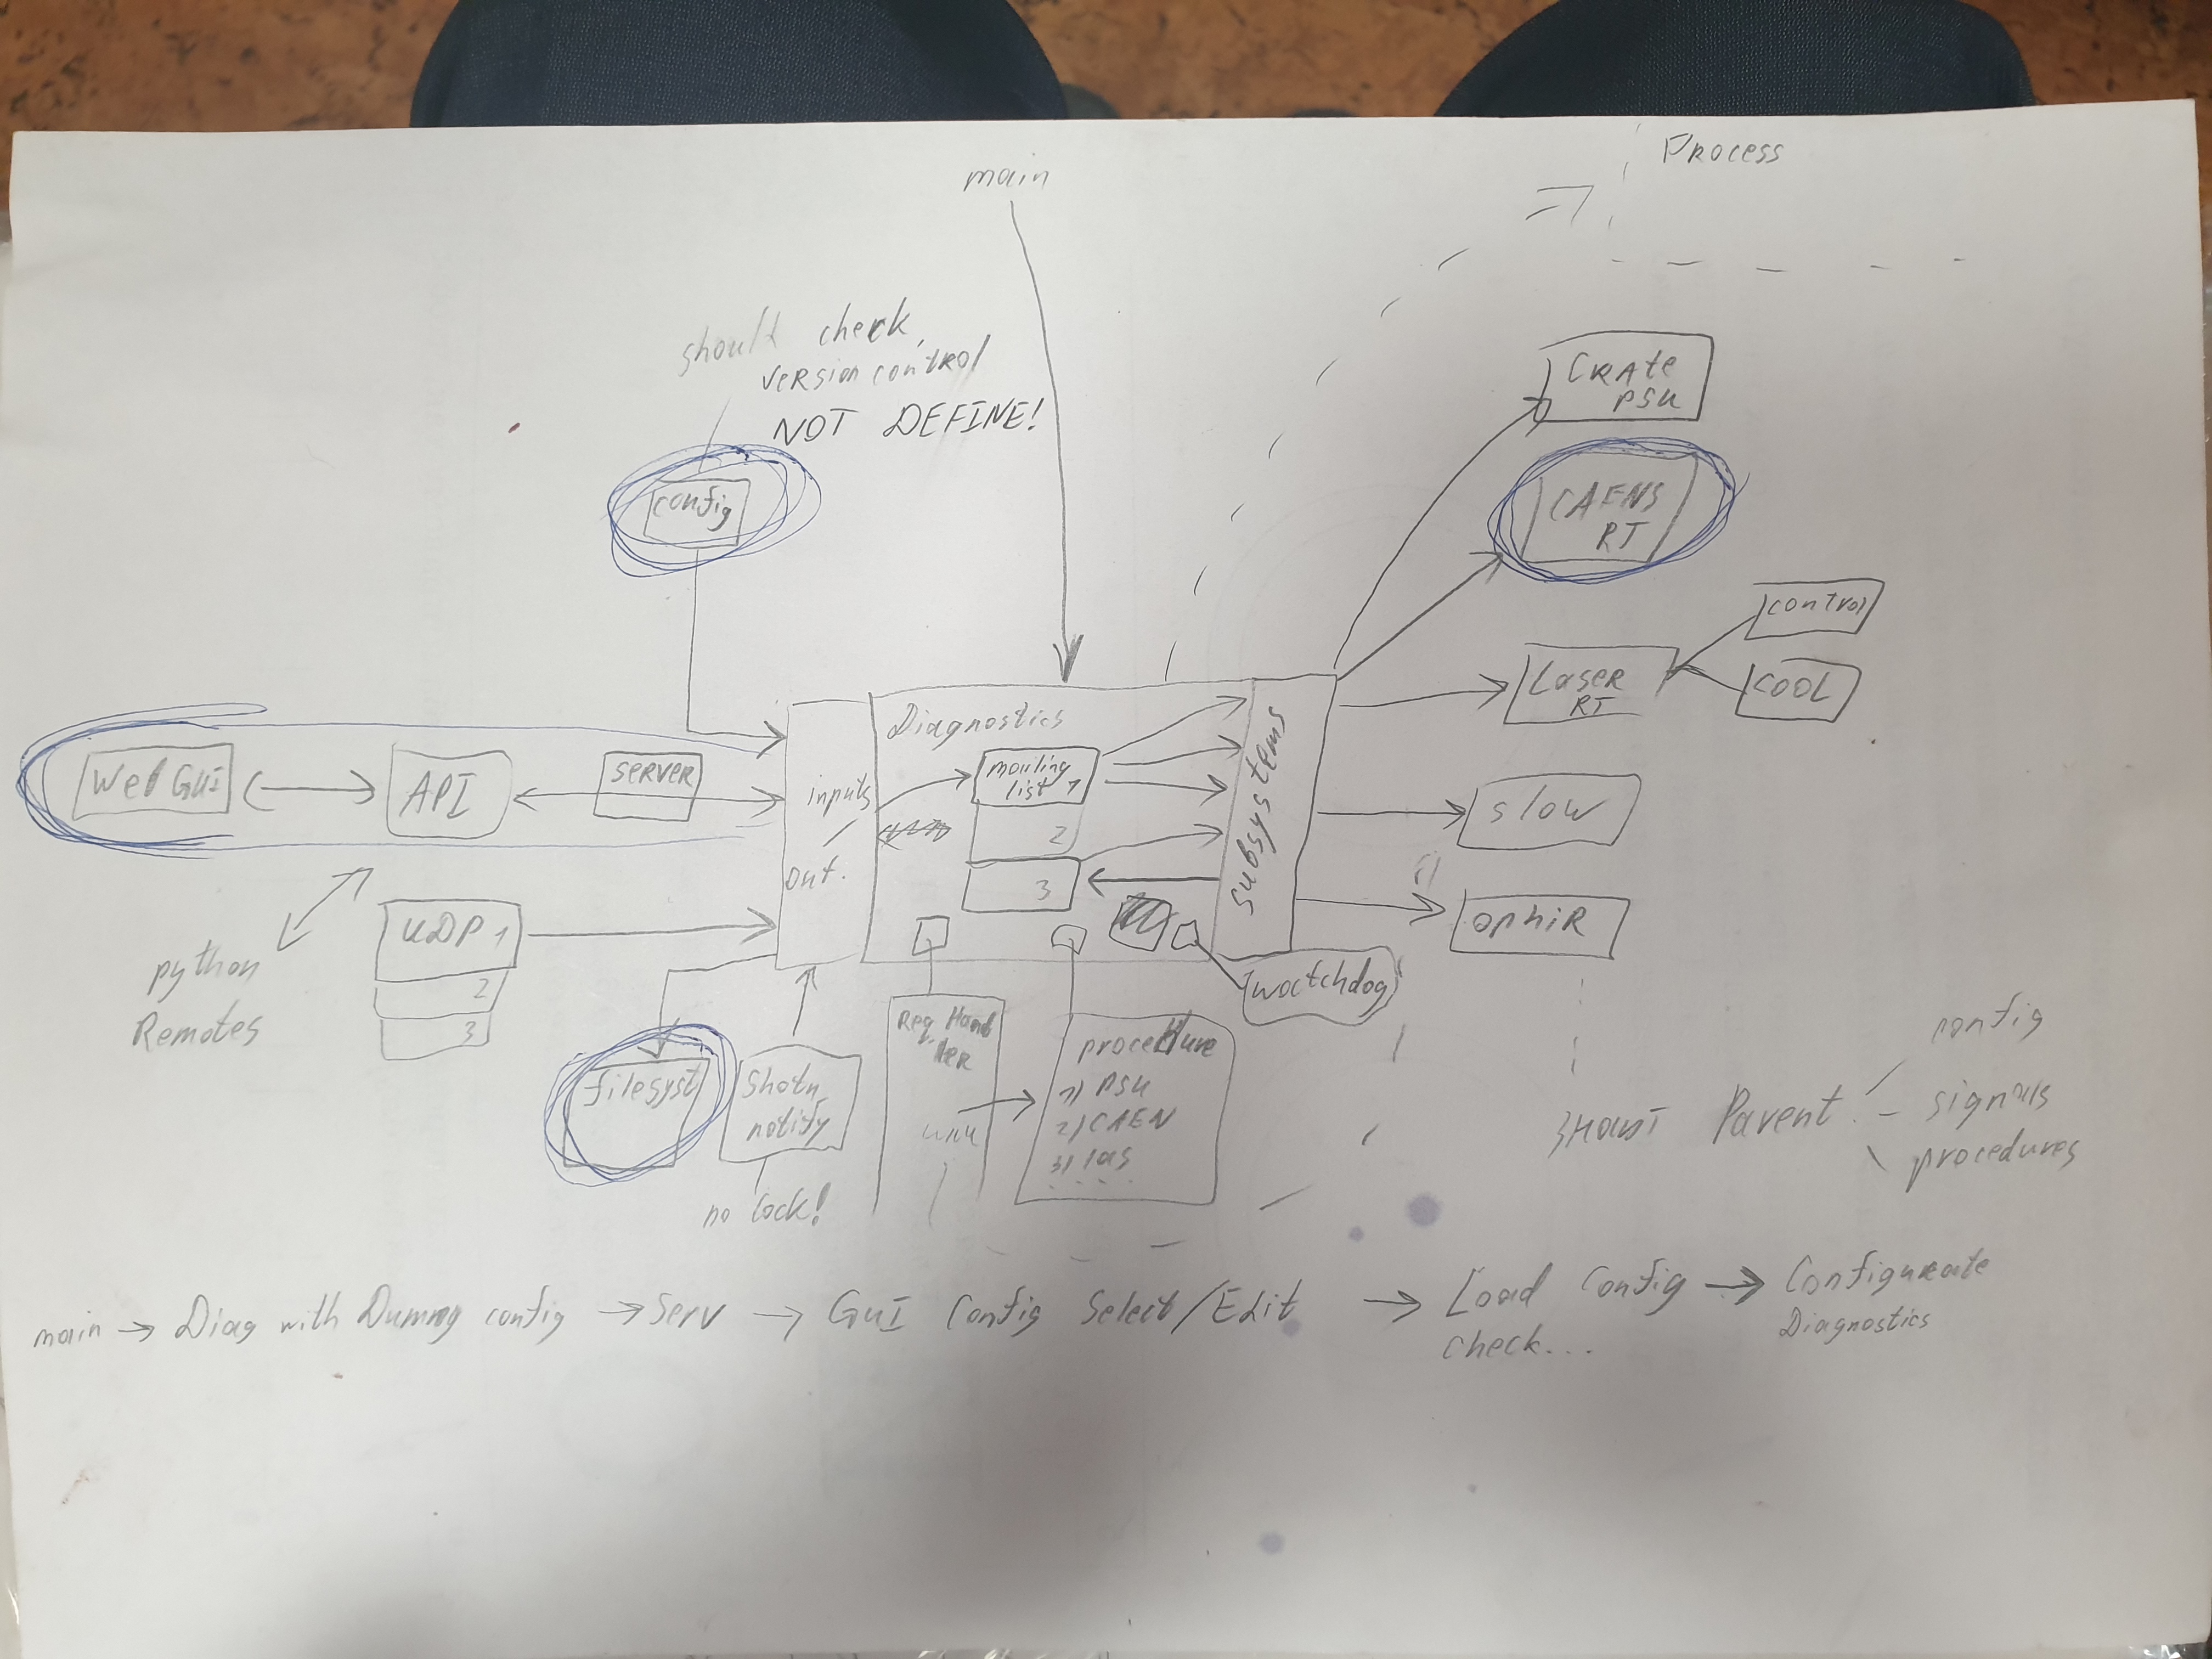 Process
main
should check,
version control
NOT DEFINE!
Crate
PSU
config
CAENS
RT
control
Laser
RT
COOL
Diagnostics
Web GUI
API
SERVER
inputs
/
out.
mailing
list 1
2
3
subsystems
slow
ophiR
UDP 1
2
3
python
Remotes
watchdog
filesyst
Shotn
notify
no lock!
Req. Hand
ler
procedure
1) PSU
2) CAEN
3) las
. . . .
config
Parent
signals
procedures
main → Diag with Dummy config → Serv → GUI Config Select/Edit → Load Config → Configurate
check... Diagnostics